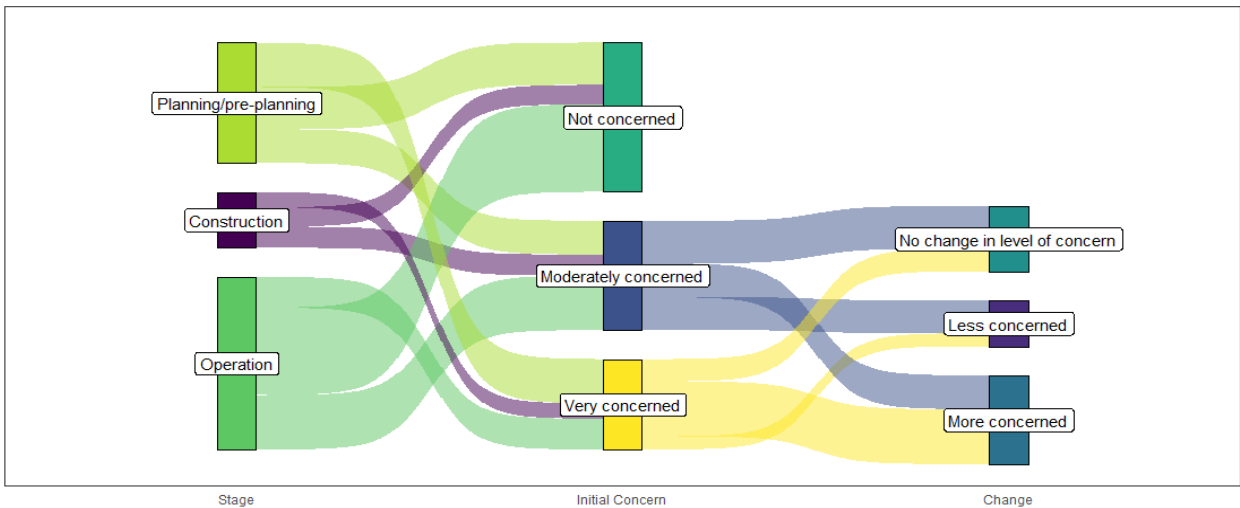 Planning/pre-planning
Construction
Operation
Not concerned
Moderately concerned
Very concerned
No change in level of concern
Less concerned
More concerned
Stage
Initial Concern
Change